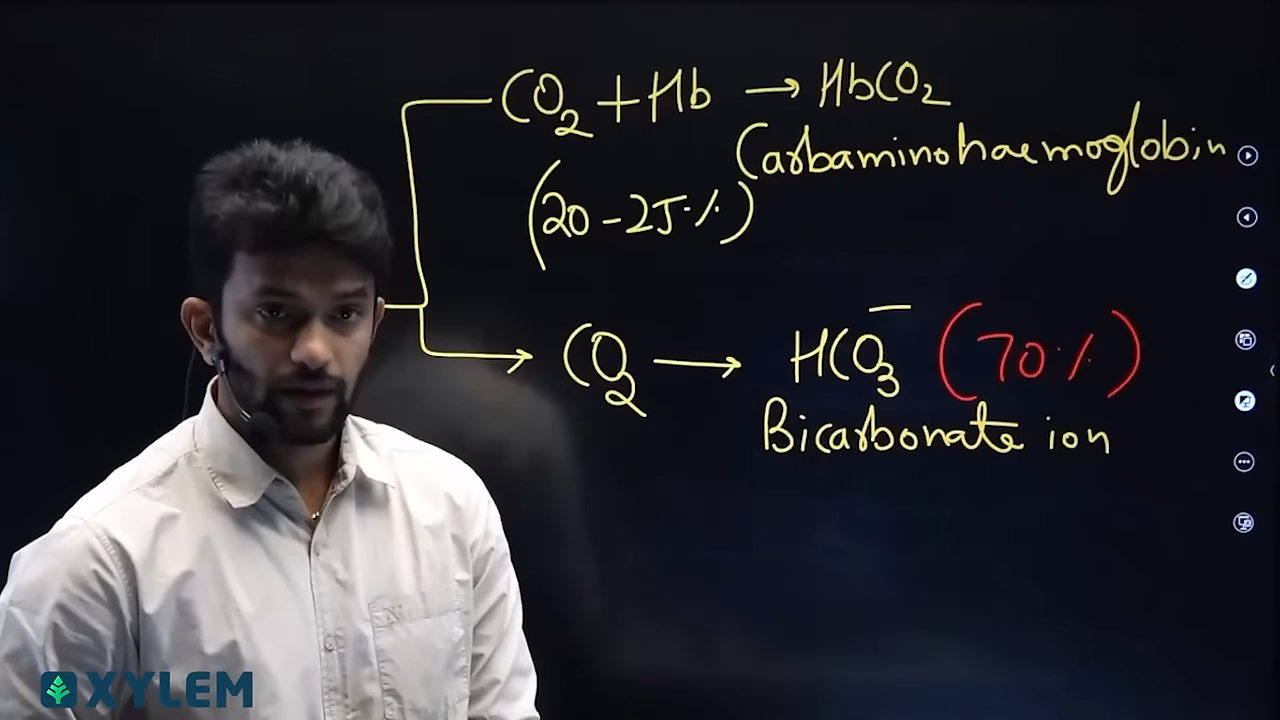 CO2 + Hb → HbCO2
Carbaminohaemoglobin
(20-25%)
CO2 → HCO3⁻ (70%)
Bicarbonate ion
XYLEM